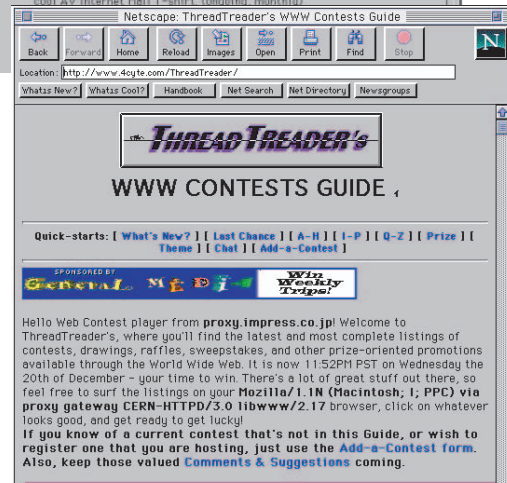 Netscape: ThreadTreader's WWW Contests Guide
Back Forward Home Reload Images Open Print Find Stop
N
Location: http://www.4cyte.com/ThreadTreader/
What's New? What's Cool? Handbook Net Search Net Directory Newsgroups
THREADTREADER's
WWW CONTESTS GUIDE
Quick-starts: [ What's New? ] [ Last Chance ] [ A-H ] [ I-P ] [ Q-Z ] [ Prize ] [
Theme ] [ Chat ] [ Add-a-Contest ]
SPONSORED BY
GENERAL MEDIA
Win
Weekly
Trips!
Hello Web Contest player from proxy.impress.co.jp! Welcome to
ThreadTreader's, where you'll find the latest and most complete listings of
contests, drawings, raffles, sweepstakes, and other prize-oriented promotions
available through the World Wide Web. It is now 11:52PM PST on Wednesday the
20th of December - your time to win. There's a lot of great stuff out there, so
feel free to surf the listings on your Mozilla/1.1N (Macintosh; I; PPC) via
proxy gateway CERN-HTTPD/3.0 libwww/2.17 browser, click on whatever
looks good, and get ready to get lucky!
If you know of a current contest that's not in this Guide, or wish to
register one that you are hosting, just use the Add-a-Contest form.
Also, keep those valued Comments & Suggestions coming.